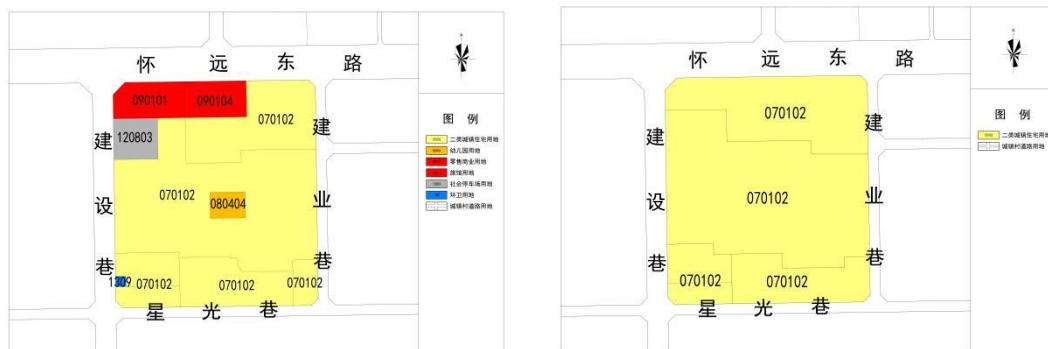 怀远东路
建设巷
建业巷
星光巷
090101
090104
070102
120803
070102
080404
1309
070102
070102
070102
图例
二类城镇住宅用地
幼儿园用地
零售商业用地
旅馆用地
社会停车场用地
环卫用地
城镇村道路用地
怀远东路
建设巷
建业巷
星光巷
070102
070102
070102
070102
图例
二类城镇住宅用地
城镇村道路用地